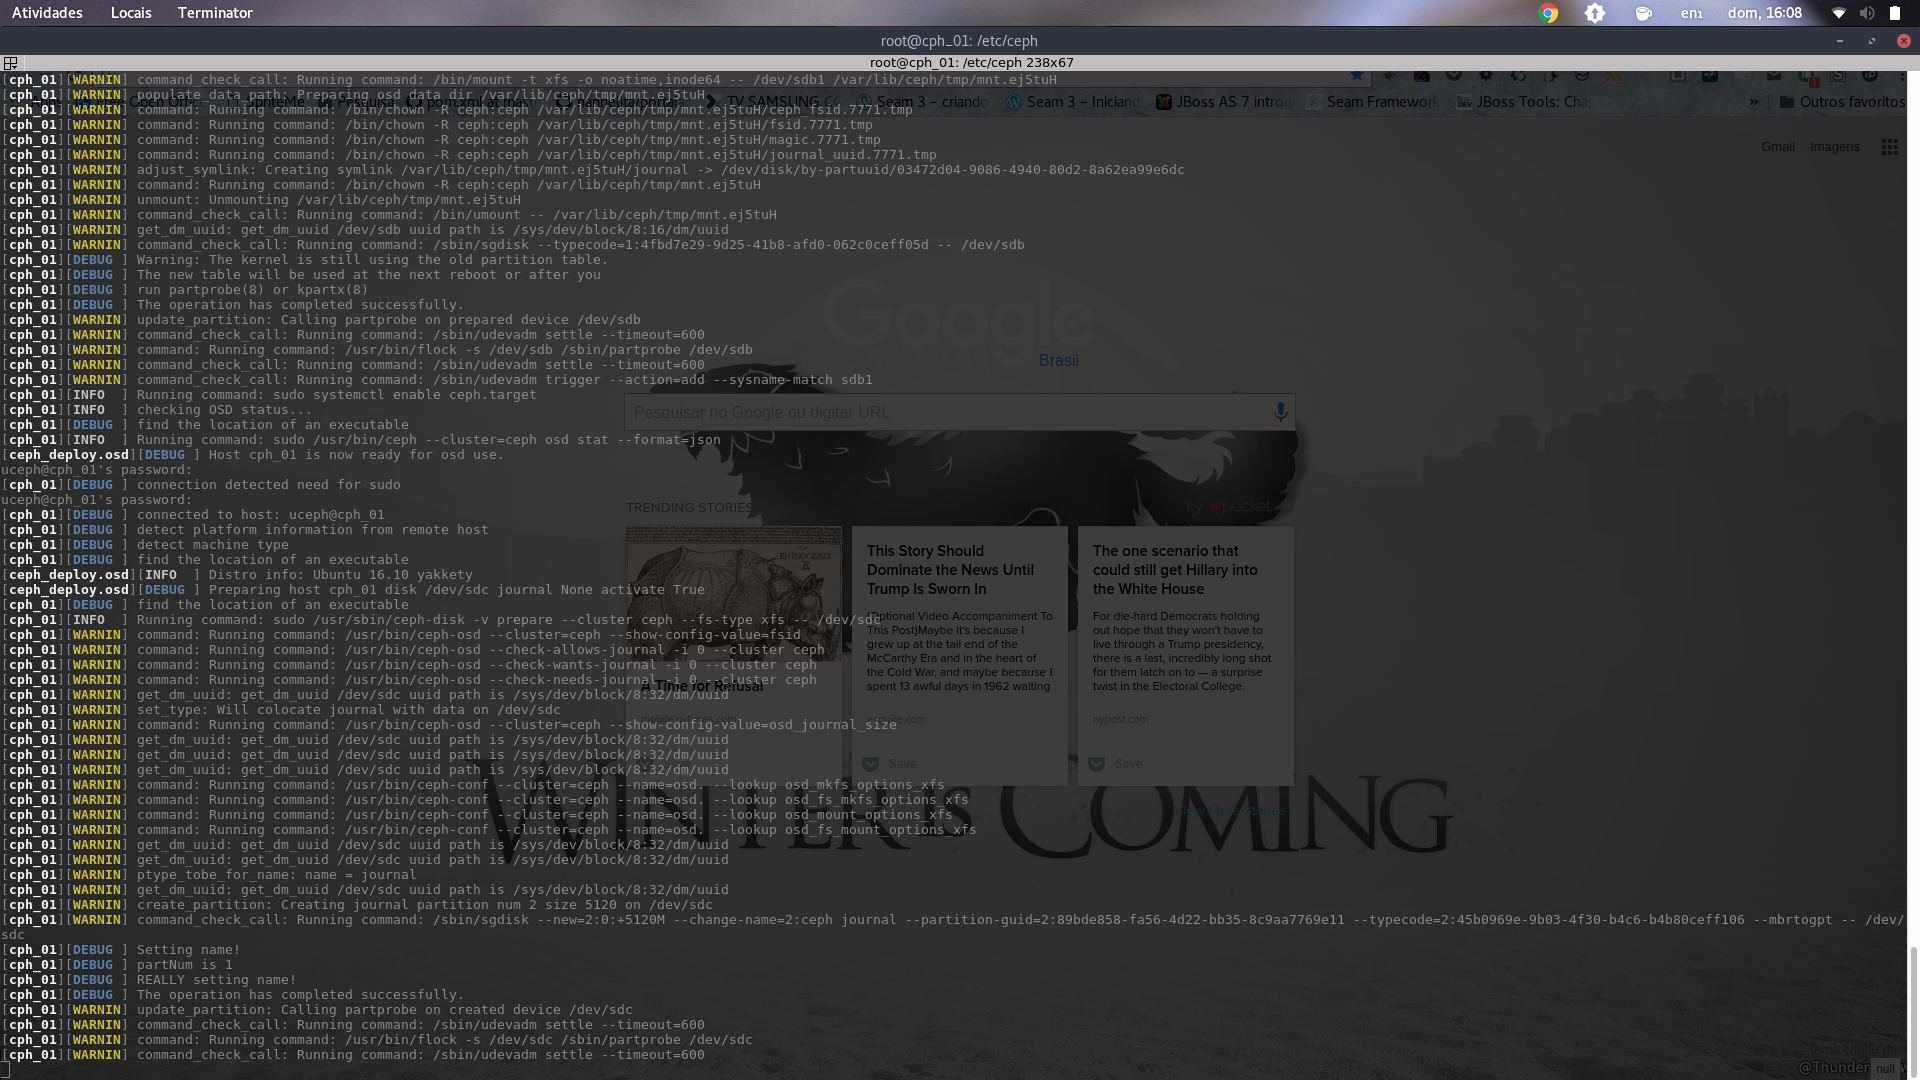 Atividades Locais Terminator en₁ dom, 16:08
root@cph_01: /etc/ceph
root@cph_01: /etc/ceph 238x67
[cph_01][WARNIN] command_check_call: Running command: /bin/mount -t xfs -o noatime,inode64 -- /dev/sdb1 /var/lib/ceph/tmp/mnt.ej5tuH
[cph_01][WARNIN] populate_data_path: Preparing osd data dir /var/lib/ceph/tmp/mnt.ej5tuH
[cph_01][WARNIN] command: Running command: /bin/chown -R ceph:ceph /var/lib/ceph/tmp/mnt.ej5tuH/ceph_fsid.7771.tmp
[cph_01][WARNIN] command: Running command: /bin/chown -R ceph:ceph /var/lib/ceph/tmp/mnt.ej5tuH/fsid.7771.tmp
[cph_01][WARNIN] command: Running command: /bin/chown -R ceph:ceph /var/lib/ceph/tmp/mnt.ej5tuH/magic.7771.tmp
[cph_01][WARNIN] command: Running command: /bin/chown -R ceph:ceph /var/lib/ceph/tmp/mnt.ej5tuH/journal_uuid.7771.tmp
[cph_01][WARNIN] adjust_symlink: Creating symlink /var/lib/ceph/tmp/mnt.ej5tuH/journal -> /dev/disk/by-partuuid/03472d04-9086-4940-80d2-8a62ea99e6dc
[cph_01][WARNIN] command: Running command: /bin/chown -R ceph:ceph /var/lib/ceph/tmp/mnt.ej5tuH
[cph_01][WARNIN] unmount: Unmounting /var/lib/ceph/tmp/mnt.ej5tuH
[cph_01][WARNIN] command_check_call: Running command: /bin/umount -- /var/lib/ceph/tmp/mnt.ej5tuH
[cph_01][WARNIN] get_dm_uuid: get_dm_uuid /dev/sdb uuid path is /sys/dev/block/8:16/dm/uuid
[cph_01][WARNIN] command_check_call: Running command: /sbin/sgdisk --typecode=1:4fbd7e29-9d25-41b8-afd0-062c0ceff05d -- /dev/sdb
[cph_01][DEBUG ] Warning: The kernel is still using the old partition table.
[cph_01][DEBUG ] The new table will be used at the next reboot or after you
[cph_01][DEBUG ] run partprobe(8) or kpartx(8)
[cph_01][DEBUG ] The operation has completed successfully.
[cph_01][WARNIN] update_partition: Calling partprobe on prepared device /dev/sdb
[cph_01][WARNIN] command_check_call: Running command: /sbin/udevadm settle --timeout=600
[cph_01][WARNIN] command: Running command: /usr/bin/flock -s /dev/sdb /sbin/partprobe /dev/sdb
[cph_01][WARNIN] command_check_call: Running command: /sbin/udevadm settle --timeout=600
[cph_01][WARNIN] command_check_call: Running command: /sbin/udevadm trigger --action=add --sysname-match sdb1
[cph_01][INFO  ] Running command: sudo systemctl enable ceph.target
[cph_01][INFO  ] checking OSD status...
[cph_01][DEBUG ] find the location of an executable
[cph_01][INFO  ] Running command: sudo /usr/bin/ceph --cluster=ceph osd stat --format=json
[ceph_deploy.osd][DEBUG ] Host cph_01 is now ready for osd use.
uceph@cph_01's password:
[cph_01][DEBUG ] connection detected need for sudo
uceph@cph_01's password:
[cph_01][DEBUG ] connected to host: uceph@cph_01
[cph_01][DEBUG ] detect platform information from remote host
[cph_01][DEBUG ] detect machine type
[cph_01][DEBUG ] find the location of an executable
[ceph_deploy.osd][INFO  ] Distro info: Ubuntu 16.10 yakkety
[ceph_deploy.osd][DEBUG ] Preparing host cph_01 disk /dev/sdc journal None activate True
[cph_01][DEBUG ] find the location of an executable
[cph_01][INFO  ] Running command: sudo /usr/sbin/ceph-disk -v prepare --cluster ceph --fs-type xfs -- /dev/sdc
[cph_01][WARNIN] command: Running command: /usr/bin/ceph-osd --cluster=ceph --show-config-value=fsid
[cph_01][WARNIN] command: Running command: /usr/bin/ceph-osd --check-allows-journal -i 0 --cluster ceph
[cph_01][WARNIN] command: Running command: /usr/bin/ceph-osd --check-wants-journal -i 0 --cluster ceph
[cph_01][WARNIN] command: Running command: /usr/bin/ceph-osd --check-needs-journal -i 0 --cluster ceph
[cph_01][WARNIN] get_dm_uuid: get_dm_uuid /dev/sdc uuid path is /sys/dev/block/8:32/dm/uuid
[cph_01][WARNIN] set_type: Will colocate journal with data on /dev/sdc
[cph_01][WARNIN] command: Running command: /usr/bin/ceph-osd --cluster=ceph --show-config-value=osd_journal_size
[cph_01][WARNIN] get_dm_uuid: get_dm_uuid /dev/sdc uuid path is /sys/dev/block/8:32/dm/uuid
[cph_01][WARNIN] get_dm_uuid: get_dm_uuid /dev/sdc uuid path is /sys/dev/block/8:32/dm/uuid
[cph_01][WARNIN] get_dm_uuid: get_dm_uuid /dev/sdc uuid path is /sys/dev/block/8:32/dm/uuid
[cph_01][WARNIN] command: Running command: /usr/bin/ceph-conf --cluster=ceph --name=osd. --lookup osd_mkfs_options_xfs
[cph_01][WARNIN] command: Running command: /usr/bin/ceph-conf --cluster=ceph --name=osd. --lookup osd_fs_mkfs_options_xfs
[cph_01][WARNIN] command: Running command: /usr/bin/ceph-conf --cluster=ceph --name=osd. --lookup osd_mount_options_xfs
[cph_01][WARNIN] command: Running command: /usr/bin/ceph-conf --cluster=ceph --name=osd. --lookup osd_fs_mount_options_xfs
[cph_01][WARNIN] get_dm_uuid: get_dm_uuid /dev/sdc uuid path is /sys/dev/block/8:32/dm/uuid
[cph_01][WARNIN] get_dm_uuid: get_dm_uuid /dev/sdc uuid path is /sys/dev/block/8:32/dm/uuid
[cph_01][WARNIN] ptype_tobe_for_name: name = journal
[cph_01][WARNIN] get_dm_uuid: get_dm_uuid /dev/sdc uuid path is /sys/dev/block/8:32/dm/uuid
[cph_01][WARNIN] create_partition: Creating journal partition num 2 size 5120 on /dev/sdc
[cph_01][WARNIN] command_check_call: Running command: /sbin/sgdisk --new=2:0:+5120M --change-name=2:ceph journal --partition-guid=2:89bde858-fa56-4d22-bb35-8c9aa7769e11 --typecode=2:45b0969e-9b03-4f30-b4c6-b4b80ceff106 --mbrtogpt -- /dev/
sdc
[cph_01][DEBUG ] Setting name!
[cph_01][DEBUG ] partNum is 1
[cph_01][DEBUG ] REALLY setting name!
[cph_01][DEBUG ] The operation has completed successfully.
[cph_01][WARNIN] update_partition: Calling partprobe on created device /dev/sdc
[cph_01][WARNIN] command_check_call: Running command: /sbin/udevadm settle --timeout=600
[cph_01][WARNIN] command: Running command: /usr/bin/flock -s /dev/sdc /sbin/partprobe /dev/sdc
[cph_01][WARNIN] command_check_call: Running command: /sbin/udevadm settle --timeout=600
TV SAMSUNG Seam 3 – criando Seam 3 – Iniciand JBoss AS 7 introd Seam Framework JBoss Tools: » Outros favoritos
Gmail Imagens
Google
Brasil
Pesquisar no Google ou digitar URL
TRENDING STORIES
by pocket
A Time for Refusal
This Story Should
Dominate the News Until
Trump Is Sworn In
(Optional Video Accompaniment To
This Post)Maybe it's because I
grew up at the tail end of the
McCarthy Era and in the heart of
the Cold War, and maybe because I
spent 13 awful days in 1962 waiting
esquire.com
Save
The one scenario that
could still get Hillary into
the White House
For die-hard Democrats holding
out hope that they won't have to
live through a Trump presidency,
there is a last, incredibly long shot
for them latch on to — a surprise
twist in the Electoral College.
nypost.com
Save
View More Stories
WINTER IS COMING
@Thunder
null